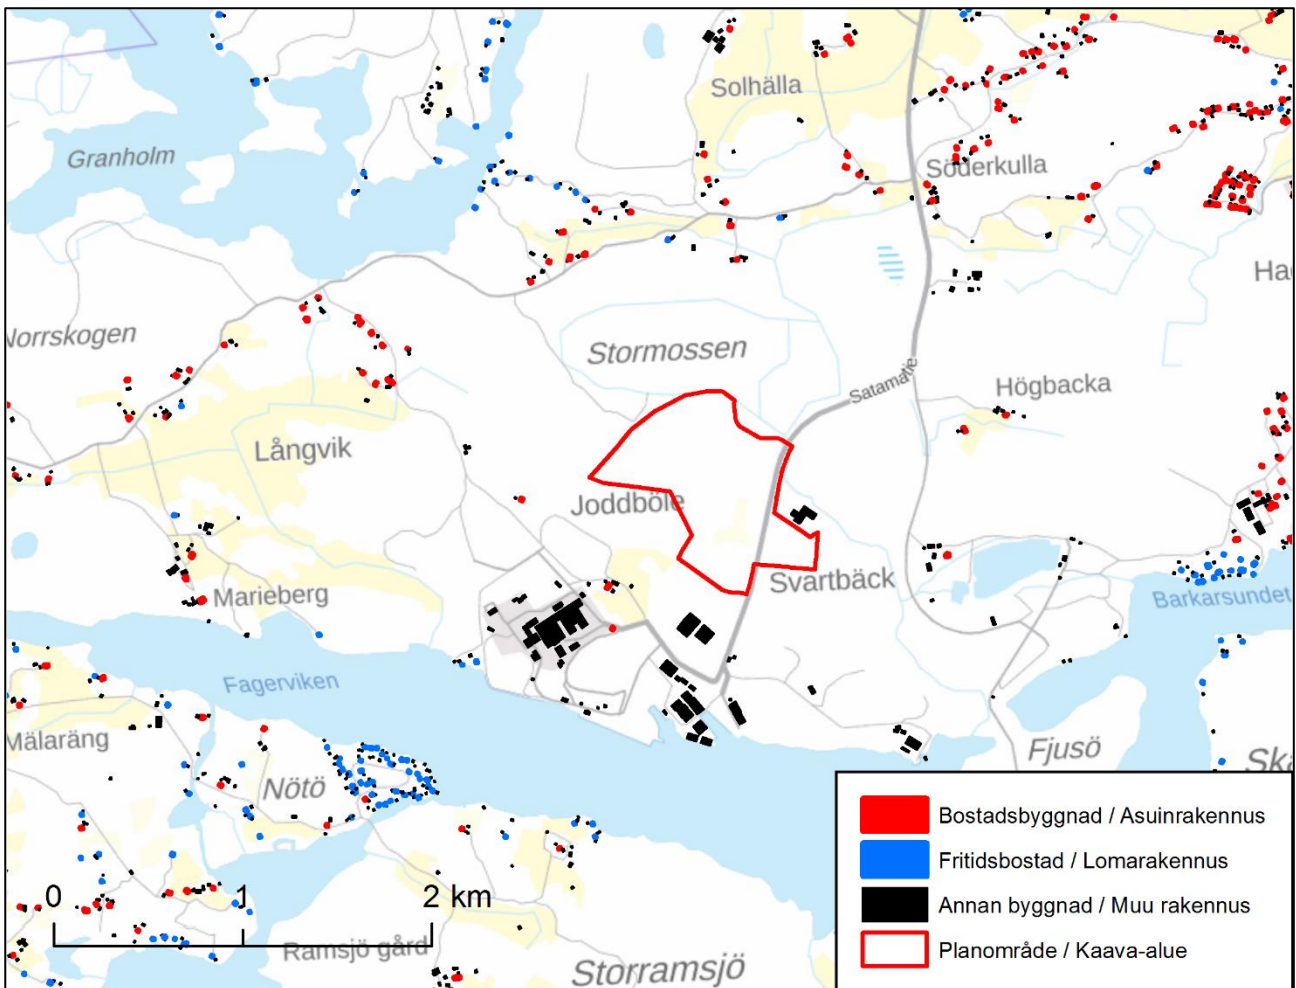 Solhälla
Granholm
Söderkulla
Ha
Norrskogen
Stormossen
Satamatie
Högbacka
Långvik
Joddböle
Svartbäck
Marieberg
Barkarsundet
Fagerviken
Mälaräng
Fjusö
Skä
Nötö
Bostadsbyggnad / Asuinrakennus
Fritidsbostad / Lomarakennus
0 1 2 km
Annan byggnad / Muu rakennus
Ramsjö gård
Planområde / Kaava-alue
Storramsjö